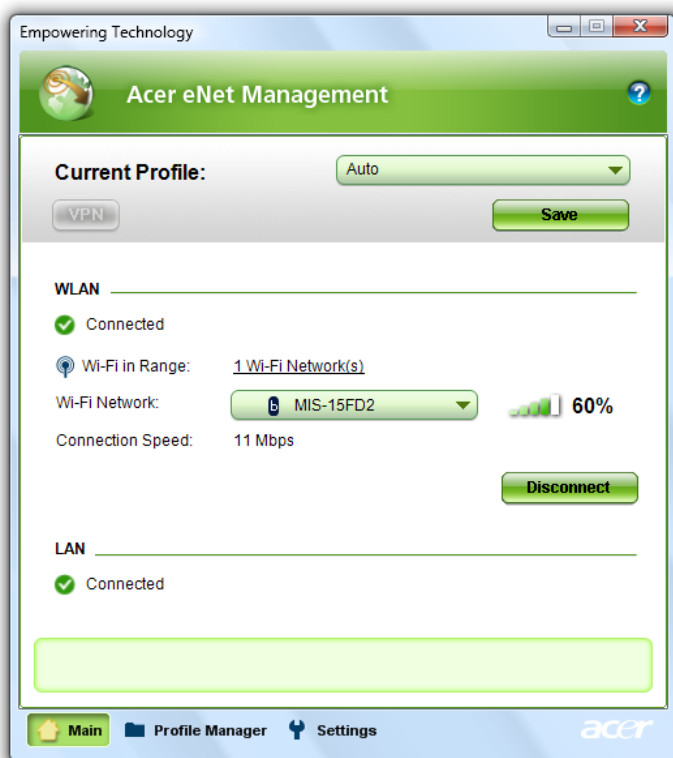 Empowering Technology
Acer eNet Management
Current Profile: Auto
VPN Save
WLAN
Connected
Wi-Fi in Range: 1 Wi-Fi Network(s)
Wi-Fi Network: b MIS-15FD2 60%
Connection Speed: 11 Mbps
Disconnect
LAN
Connected
Main Profile Manager Settings acer